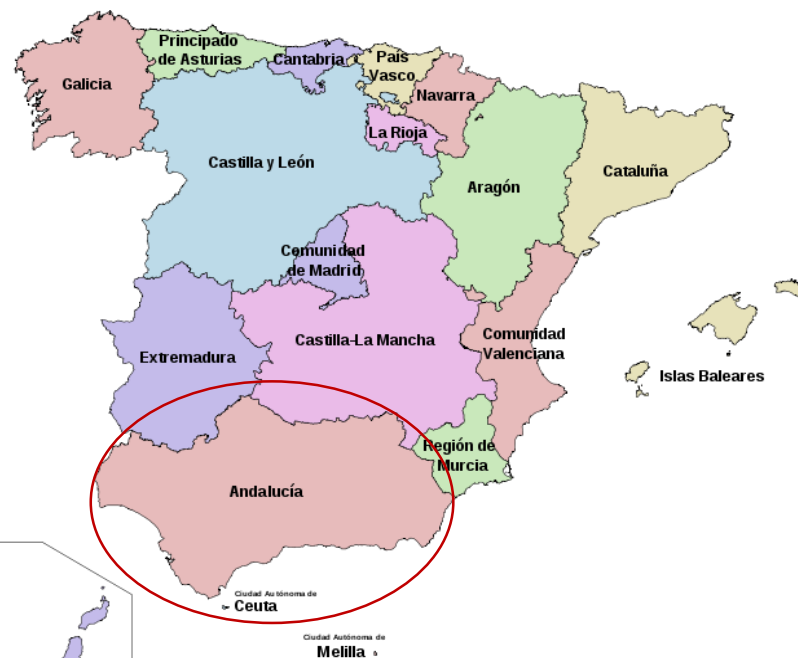 Principado
de Asturias
Cantabria
País
Vasco
Galicia
Navarra
La Rioja
Castilla y León
Aragón
Cataluña
Comunidad
de Madrid
Castilla-La Mancha
Comunidad
Valenciana
Extremadura
Islas Baleares
Región de
Murcia
Andalucía
Ciudad Autónoma de
Ceuta
Ciudad Autónoma de
Melilla